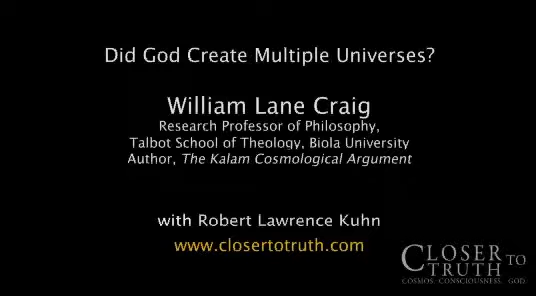 Did God Create Multiple Universes?
William Lane Craig
Research Professor of Philosophy,
Talbot School of Theology, Biola University
Author, The Kalam Cosmological Argument
with Robert Lawrence Kuhn
www.closertotruth.com
CLOSER TO
TRUTH
COSMOS. CONSCIOUSNESS. GOD.